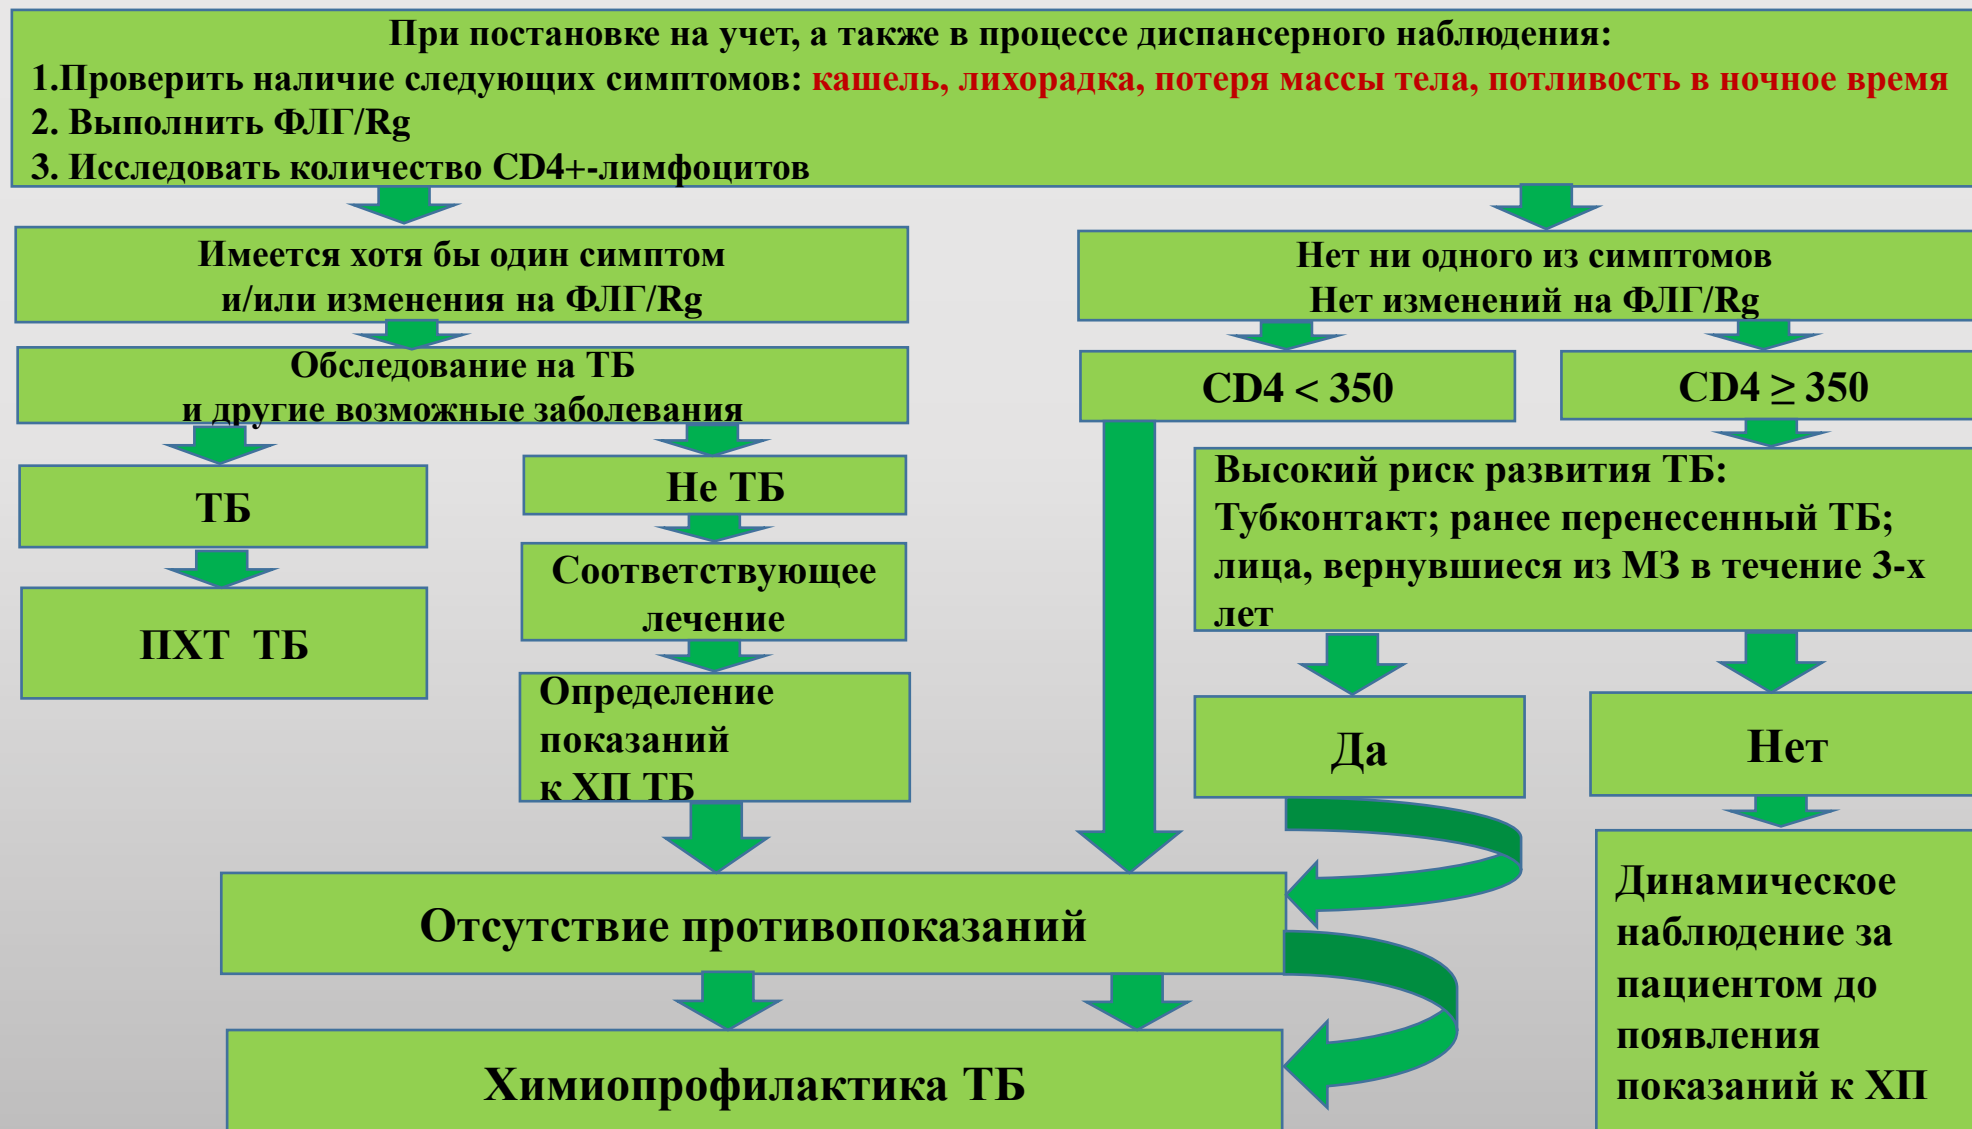 При постановке на учет, а также в процессе диспансерного наблюдения:
1.Проверить наличие следующих симптомов: кашель, лихорадка, потеря массы тела, потливость в ночное время
2. Выполнить ФЛГ/Rg
3. Исследовать количество CD4+-лимфоцитов
Имеется хотя бы один симптом
и/или изменения на ФЛГ/Rg
Нет ни одного из симптомов
Нет изменений на ФЛГ/Rg
Обследование на ТБ
и другие возможные заболевания
CD4 < 350
CD4 ≥ 350
ТБ
Не ТБ
Высокий риск развития ТБ:
Тубконтакт; ранее перенесенный ТБ;
лица, вернувшиеся из МЗ в течение 3-х
лет
ПХТ ТБ
Соответствующее
лечение
Определение
показаний
к ХП ТБ
Да
Нет
Отсутствие противопоказаний
Динамическое
наблюдение за
пациентом до
появления
показаний к ХП
Химиопрофилактика ТБ